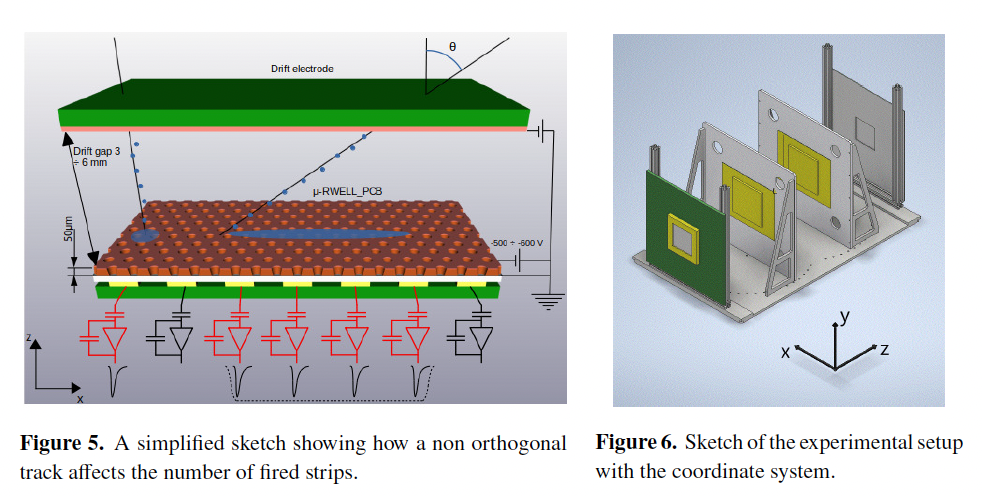 θ
Drift electrode
Drift gap 3
÷ 6 mm
μ-RWELL_PCB
50μm
-500 ÷ -600 V
z
x
y
x
z
Figure 5. A simplified sketch showing how a non orthogonal
track affects the number of fired strips.
Figure 6. Sketch of the experimental setup
with the coordinate system.